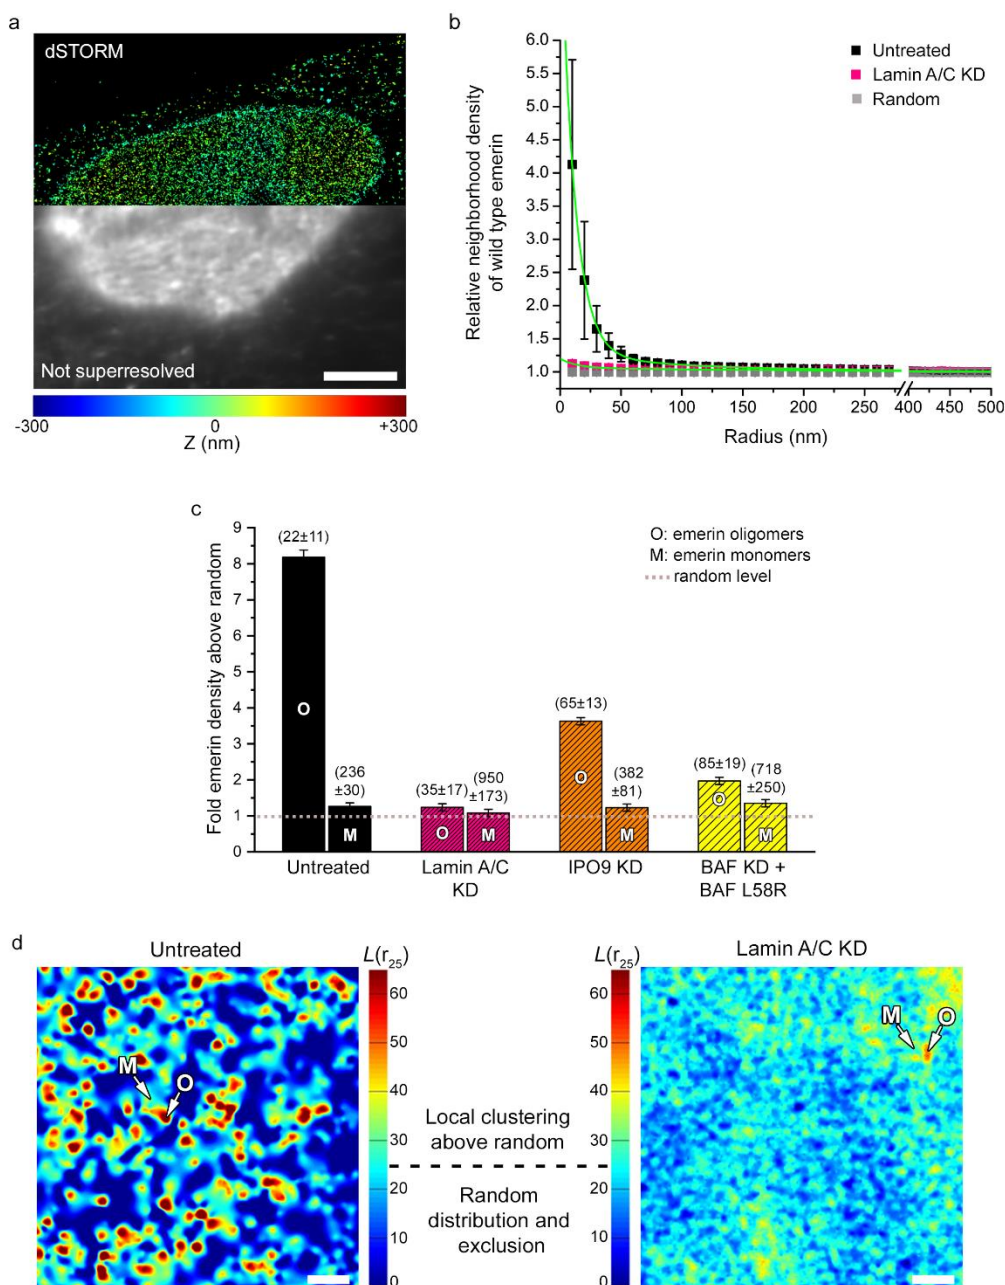 a
dSTORM
Not superresolved
-300
0
+300
Z (nm)
b
Relative neighborhood density
of wild type emerin
6.0
5.5
5.0
4.5
4.0
3.5
3.0
2.5
2.0
1.5
1.0
0
50
100
150
200
250
400
450
500
Radius (nm)
Untreated
Lamin A/C KD
Random
c
Fold emerin density above random
9
8
7
6
5
4
3
2
1
0
O: emerin oligomers
M: emerin monomers
random level
(22±11)
O
(236
±30)
M
(35±17)
O
(950
±173)
M
(65±13)
O
(382
±81)
M
(85±19)
O
(718
±250)
M
Untreated
Lamin A/C
KD
IPO9 KD
BAF KD +
BAF L58R
d
Untreated
M
O
L(r25)
60
50
40
30
20
10
0
Local clustering
above random
Random
distribution and
exclusion
L(r25)
60
50
40
30
20
10
0
Lamin A/C KD
M
O